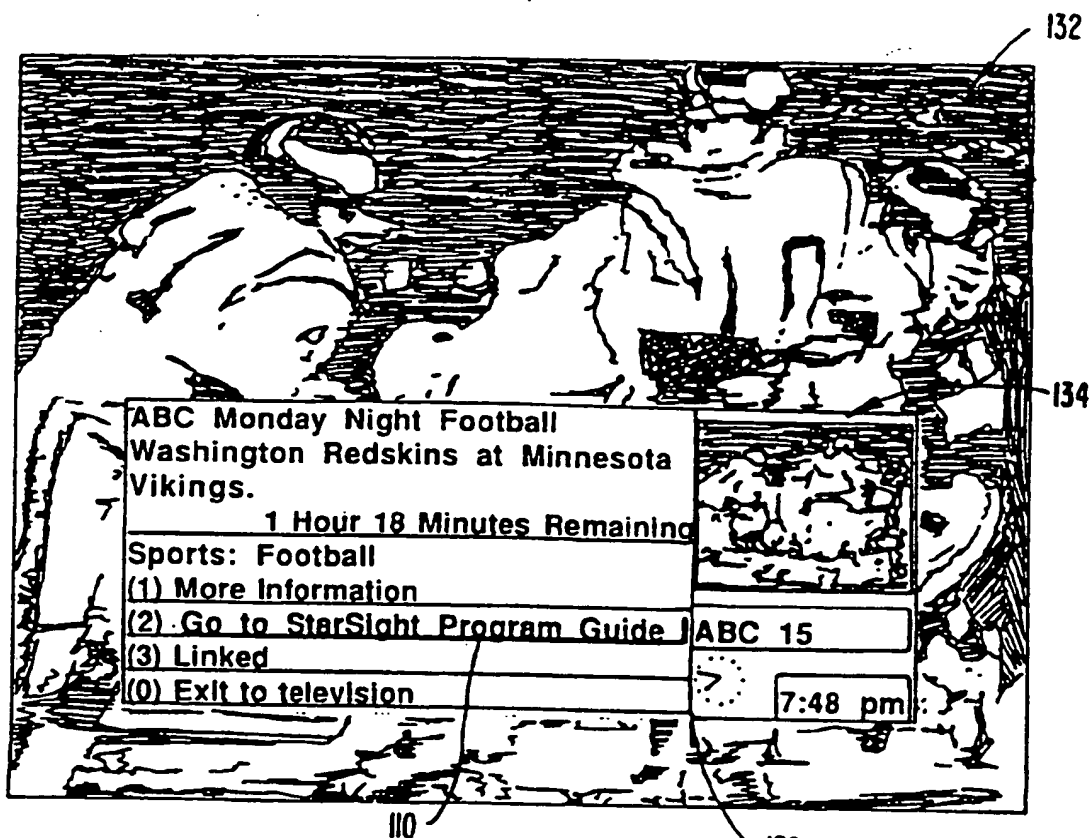 132
134
ABC Monday Night Football
Washington Redskins at Minnesota
Vikings.
1 Hour 18 Minutes Remaining
Sports: Football
(1) More Information
(2) Go to StarSight Program Guide
ABC 15
(3) Linked
(0) Exit to television
7:48 pm
110